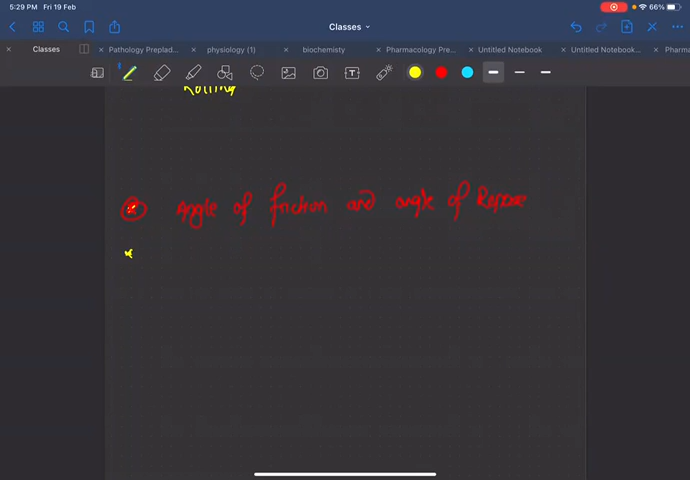 5:29 PM Fri 19 Feb
66%
Classes
Classes
Pathology Preplad...
physiology (1)
biochemisty
Pharmacology Pre...
Untitled Notebook
Untitled Notebook...
Pharma
Rolling
Angle of friction and angle of Repose